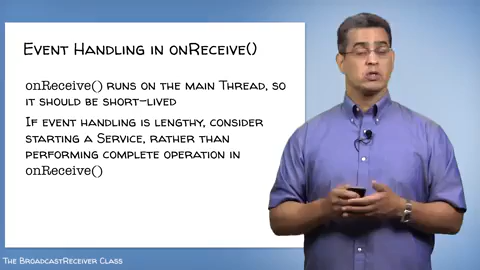 Event Handling in onReceive()
onReceive() runs on the main Thread, so
it should be short-lived
If event handling is lengthy, consider
starting a Service, rather than
performing complete operation in
onReceive()
The BroadcastReceiver Class